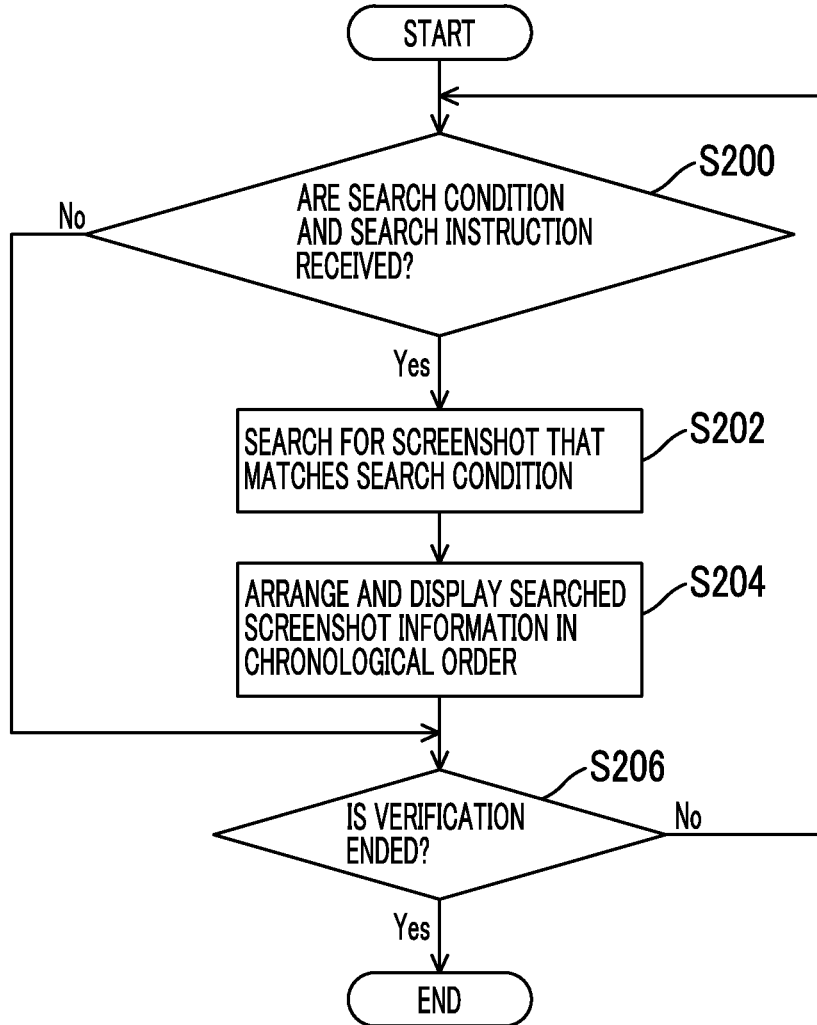 START
S200
ARE SEARCH CONDITION
AND SEARCH INSTRUCTION
RECEIVED?
No
Yes
S202
SEARCH FOR SCREENSHOT THAT
MATCHES SEARCH CONDITION
S204
ARRANGE AND DISPLAY SEARCHED
SCREENSHOT INFORMATION IN
CHRONOLOGICAL ORDER
S206
IS VERIFICATION
ENDED?
No
Yes
END